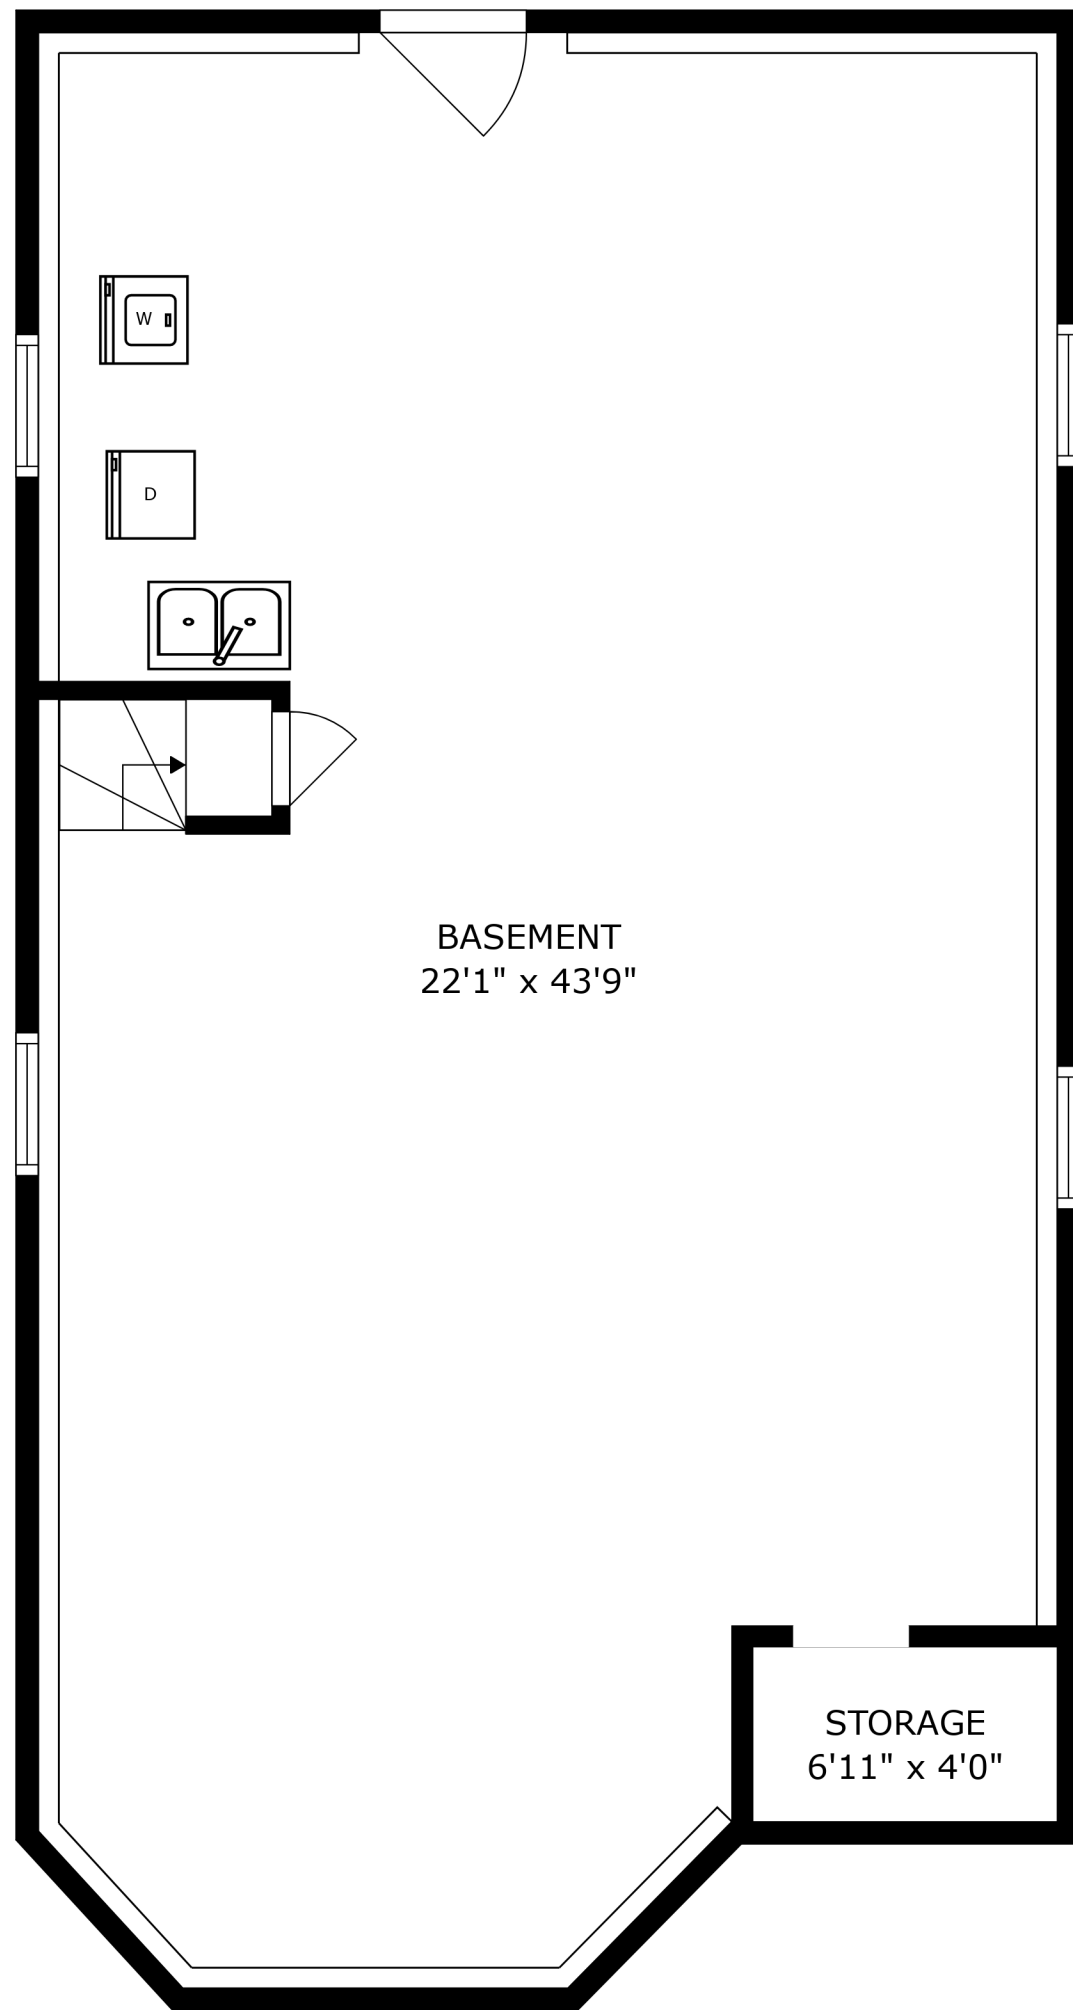 W
D
BASEMENT
22'1" x 43'9"
STORAGE
6'11" x 4'0"